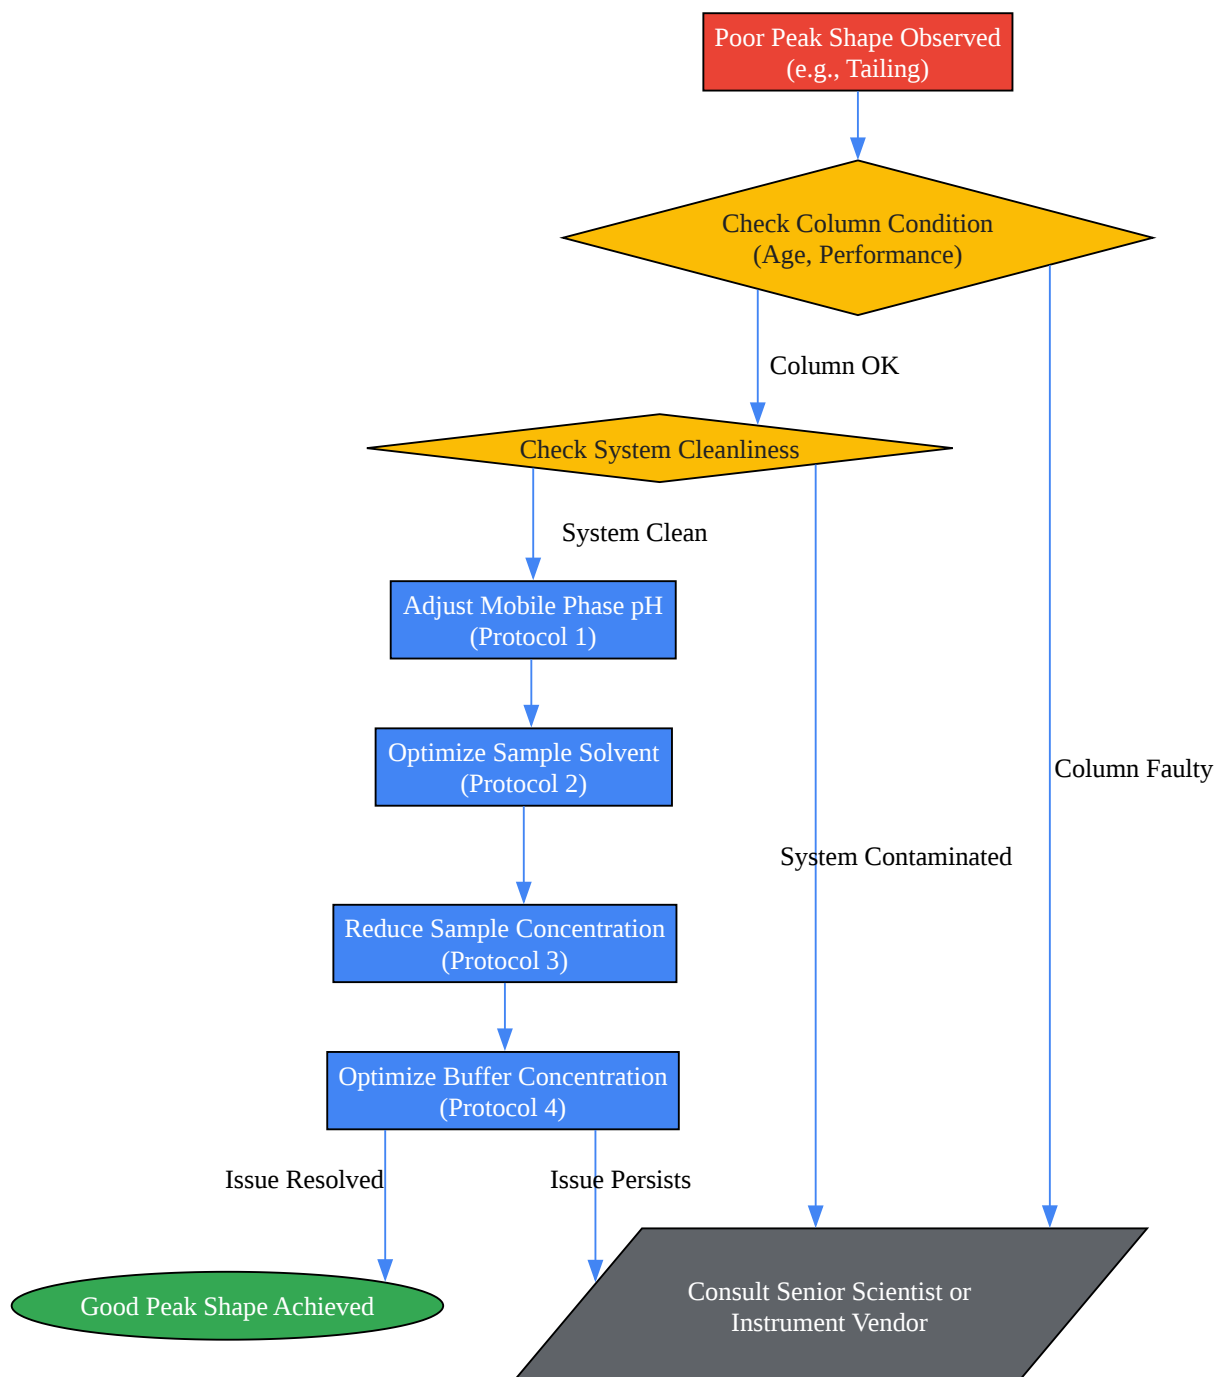 Poor Peak Shape Observed
(e.g., Tailing)
Check Column Condition
(Age, Performance)
Column OK
Check System Cleanliness
System Clean
Adjust Mobile Phase pH
(Protocol 1)
Optimize Sample Solvent
(Protocol 2)
Column Faulty
System Contaminated
Reduce Sample Concentration
(Protocol 3)
Optimize Buffer Concentration
(Protocol 4)
Issue Resolved
Issue Persists
Good Peak Shape Achieved
Consult Senior Scientist or
Instrument Vendor